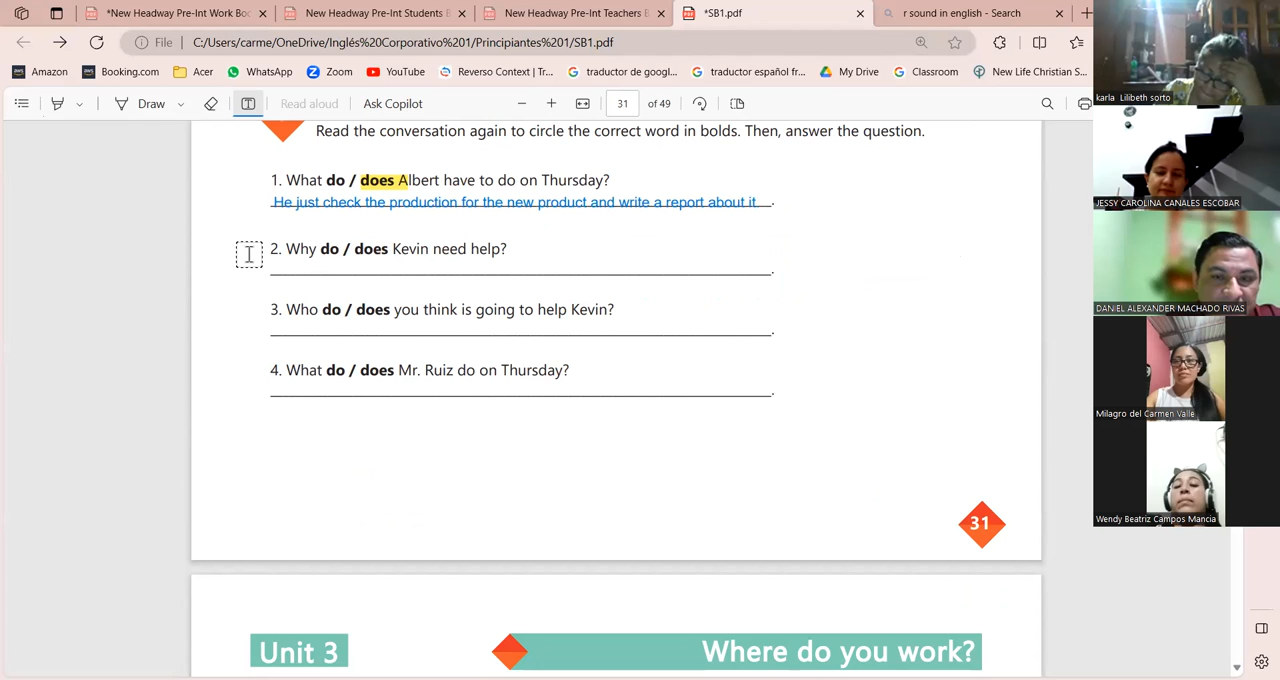 *New Headway Pre-Int Work Boo
New Headway Pre-Int Students B
New Headway Pre-Int Teachers B
*SB1.pdf
r sound in english - Search
File
C:/Users/carme/OneDrive/Inglés%20Corporativo%201/Principiantes%201/SB1.pdf
Amazon
Booking.com
Acer
WhatsApp
Zoom
YouTube
Reverso Context | Tr...
traductor de googl...
traductor español fr...
My Drive
Classroom
New Life Christian S...
Draw
Read aloud
Ask Copilot
31
of 49
Read the conversation again to circle the correct word in bolds. Then, answer the question.
1. What do / does Albert have to do on Thursday?
He just check the production for the new product and write a report about it.
2. Why do / does Kevin need help?
3. Who do / does you think is going to help Kevin?
4. What do / does Mr. Ruiz do on Thursday?
31
Unit 3
Where do you work?
karla Lilibeth sorto
JESSY CAROLINA CANALES ESCOBAR
DANIEL ALEXANDER MACHADO RIVAS
Milagro del Carmen Valle
Wendy Beatriz Campos Mancia